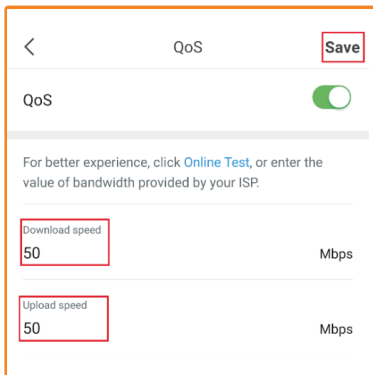 QoS Save
QoS
For better experience, click Online Test, or enter the
value of bandwidth provided by your ISP.
Download speed
50 Mbps
Upload speed
50 Mbps